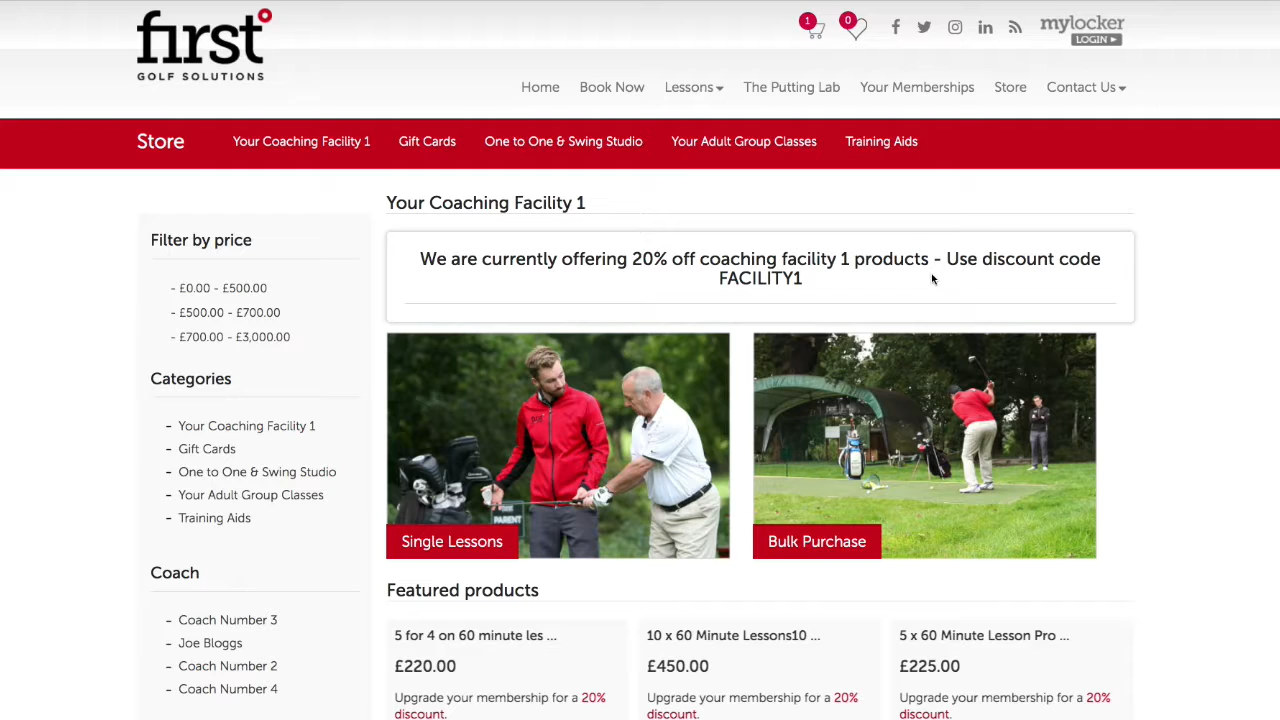 first
GOLF SOLUTIONS
1
0
mylocker
LOGIN
Home
Book Now
Lessons
The Putting Lab
Your Memberships
Store
Contact Us
Store
Your Coaching Facility 1
Gift Cards
One to One & Swing Studio
Your Adult Group Classes
Training Aids
Filter by price
- £0.00 - £500.00
- £500.00 - £700.00
- £700.00 - £3,000.00
Categories
- Your Coaching Facility 1
- Gift Cards
- One to One & Swing Studio
- Your Adult Group Classes
- Training Aids
Coach
- Coach Number 3
- Joe Bloggs
- Coach Number 2
- Coach Number 4
Your Coaching Facility 1
We are currently offering 20% off coaching facility 1 products - Use discount code
FACILITY1
PARENT
Single Lessons
Bulk Purchase
Featured products
5 for 4 on 60 minute les ...
£220.00
Upgrade your membership for a 20%
discount.
10 x 60 Minute Lessons10 ...
£450.00
Upgrade your membership for a 20%
discount.
5 x 60 Minute Lesson Pro ...
£225.00
Upgrade your membership for a 20%
discount.